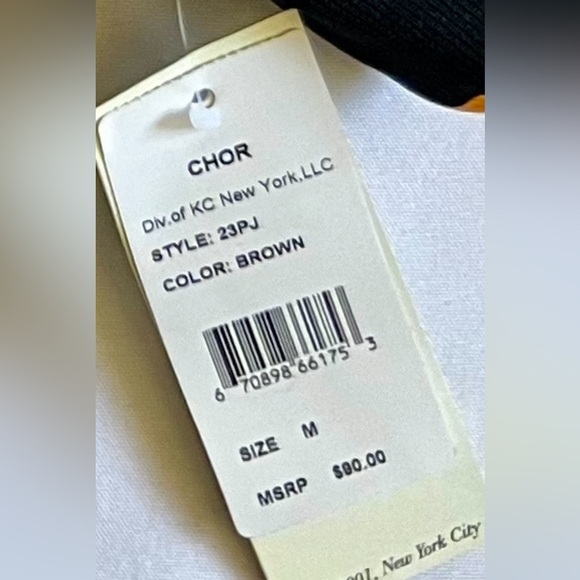 CHOR
Div.of KC New York,LLC
STYLE: 23PJ
COLOR: BROWN
6 70898 66175 3
SIZE M
MSRP $90.00
New York City